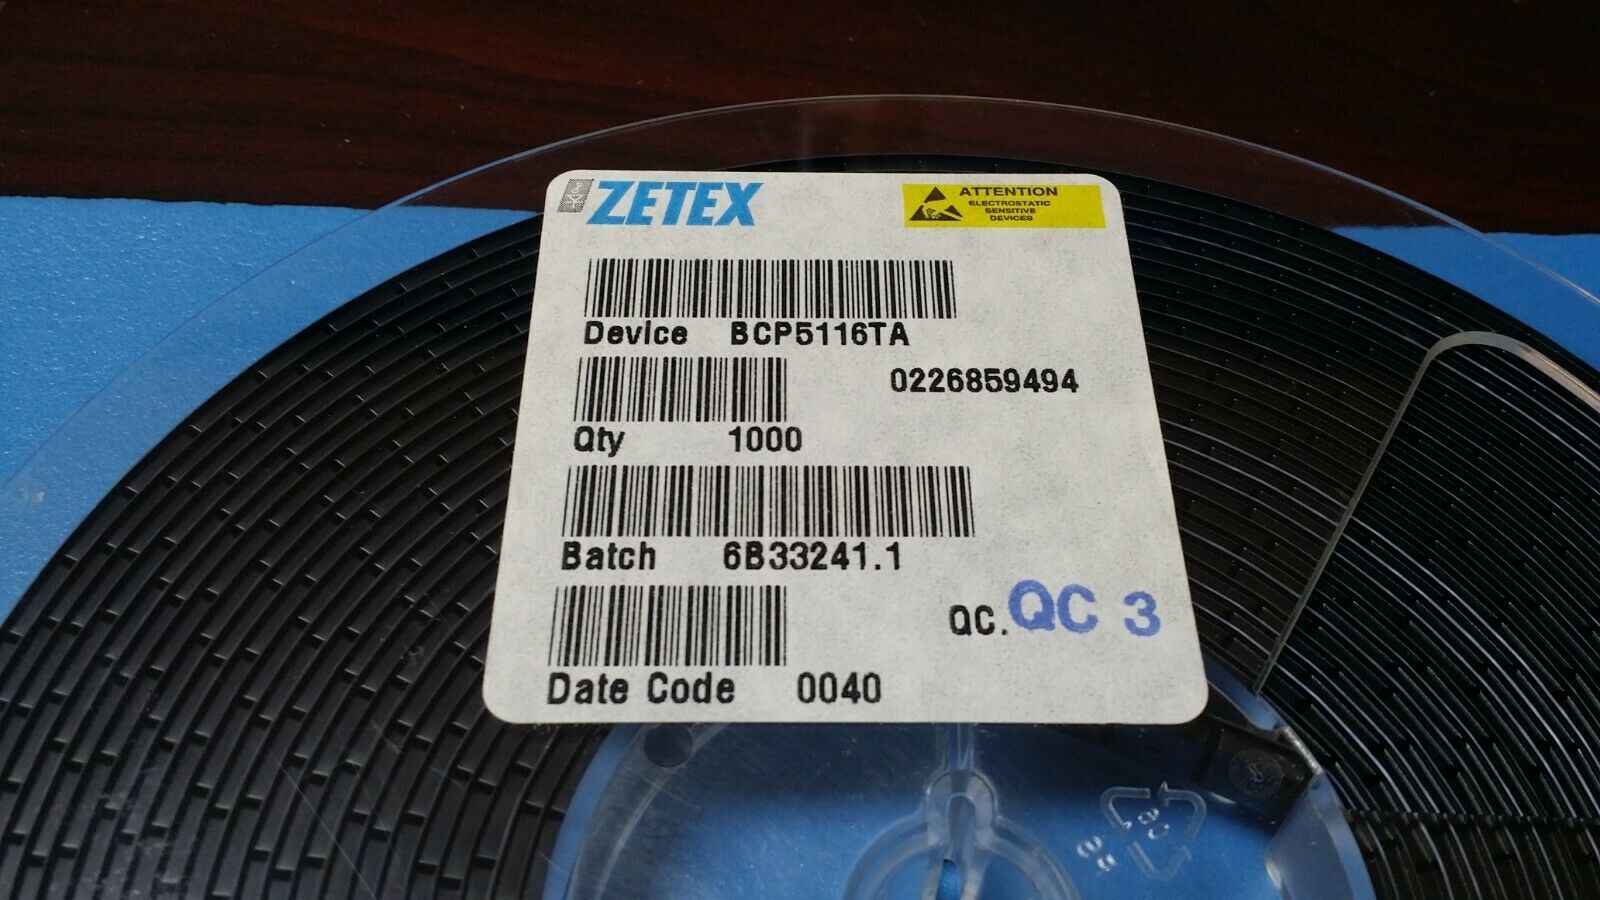 ZETEX
ATTENTION
ELECTROSTATIC
SENSITIVE
DEVICES
Device BCP5116TA
0226859494
Qty 1000
Batch 6B33241.1
QC. QC 3
Date Code 0040